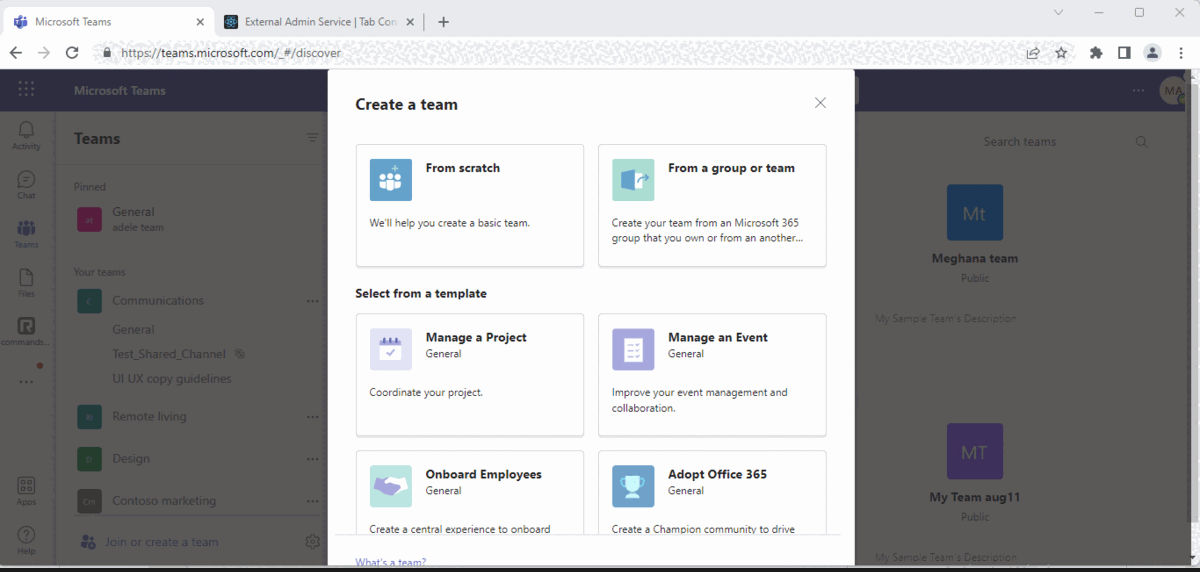 Microsoft Teams
External Admin Service | Tab Con
https://teams.microsoft.com/_#/discover
Microsoft Teams
MA
Activity
Chat
Teams
Files
commands...
Apps
Help
Teams
Pinned
General
adele team
Your teams
Communications
General
Test_Shared_Channel
UI UX copy guidelines
Remote living
Design
Contoso marketing
Join or create a team
Create a team
From scratch
We'll help you create a basic team.
From a group or team
Create your team from an Microsoft 365
group that you own or from an another...
Select from a template
Manage a Project
General
Coordinate your project.
Manage an Event
General
Improve your event management and
collaboration.
Onboard Employees
General
Create a central experience to onboard
Adopt Office 365
General
Create a Champion community to drive
What's a team?
Search teams
Mt
Meghana team
Public
My Sample Team's Description
MT
My Team aug11
Public
My Sample Team's Description